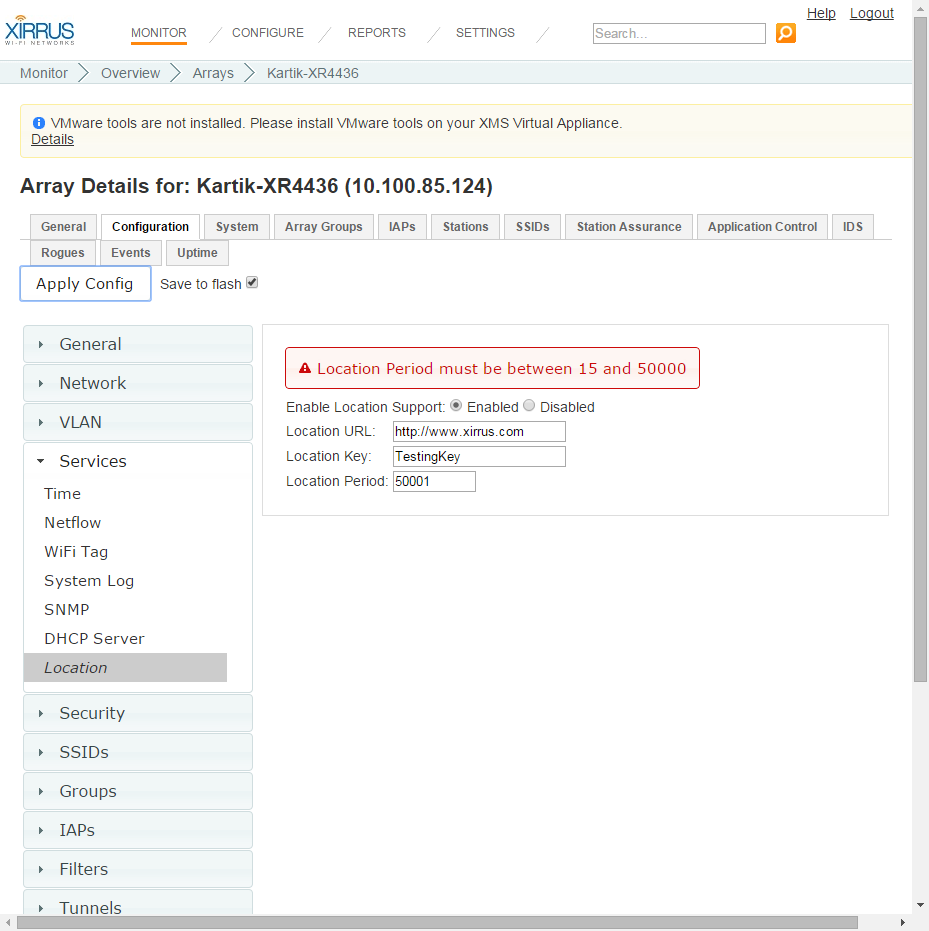 Help Logout
XIRRUS
WI-FI NETWORKS
MONITOR CONFIGURE REPORTS SETTINGS
Search...
Monitor Overview Arrays Kartik-XR4436
VMware tools are not installed. Please install VMware tools on your XMS Virtual Appliance.
Details
Array Details for: Kartik-XR4436 (10.100.85.124)
General Configuration System Array Groups IAPs Stations SSIDs Station Assurance Application Control IDS
Rogues Events Uptime
Apply Config Save to flash
General
Network
VLAN
Services
Time
Netflow
WiFi Tag
System Log
SNMP
DHCP Server
Location
Security
SSIDs
Groups
IAPs
Filters
Tunnels
Location Period must be between 15 and 50000
Enable Location Support: Enabled Disabled
Location URL: http://www.xirrus.com
Location Key: TestingKey
Location Period: 50001